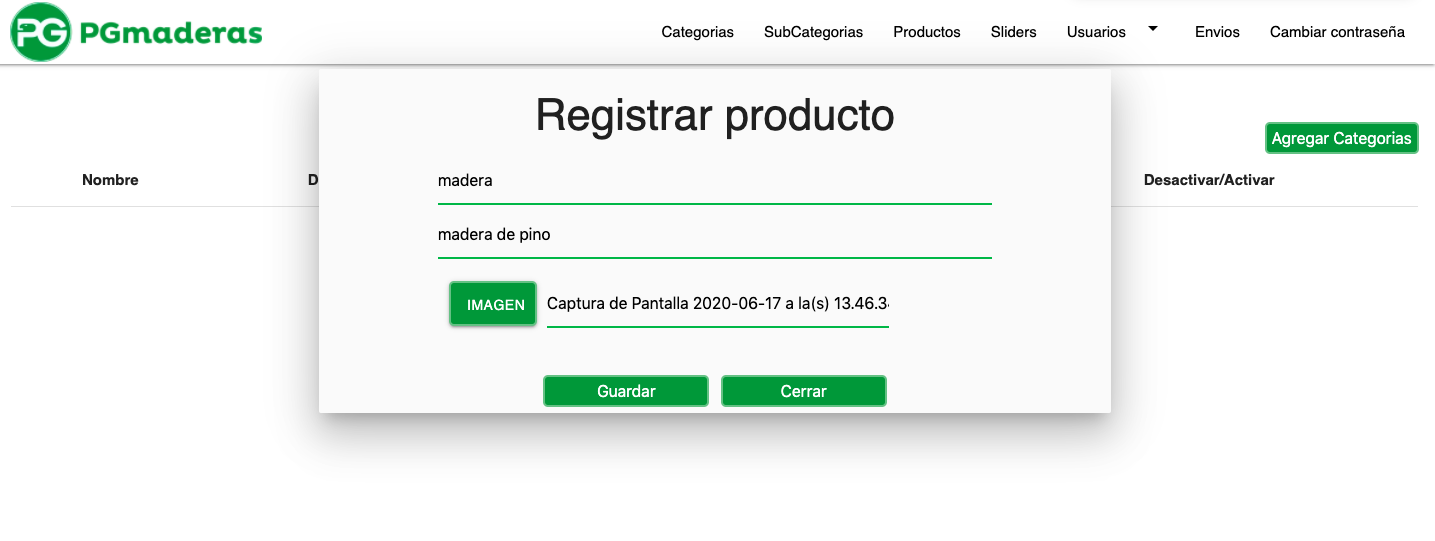 PG PGmaderas
Categorias SubCategorias Productos Sliders Usuarios Envios Cambiar contraseña
Registrar producto
Agregar Categorias
Nombre D Desactivar/Activar
madera
madera de pino
IMAGEN Captura de Pantalla 2020-06-17 a la(s) 13.46.3
Guardar Cerrar